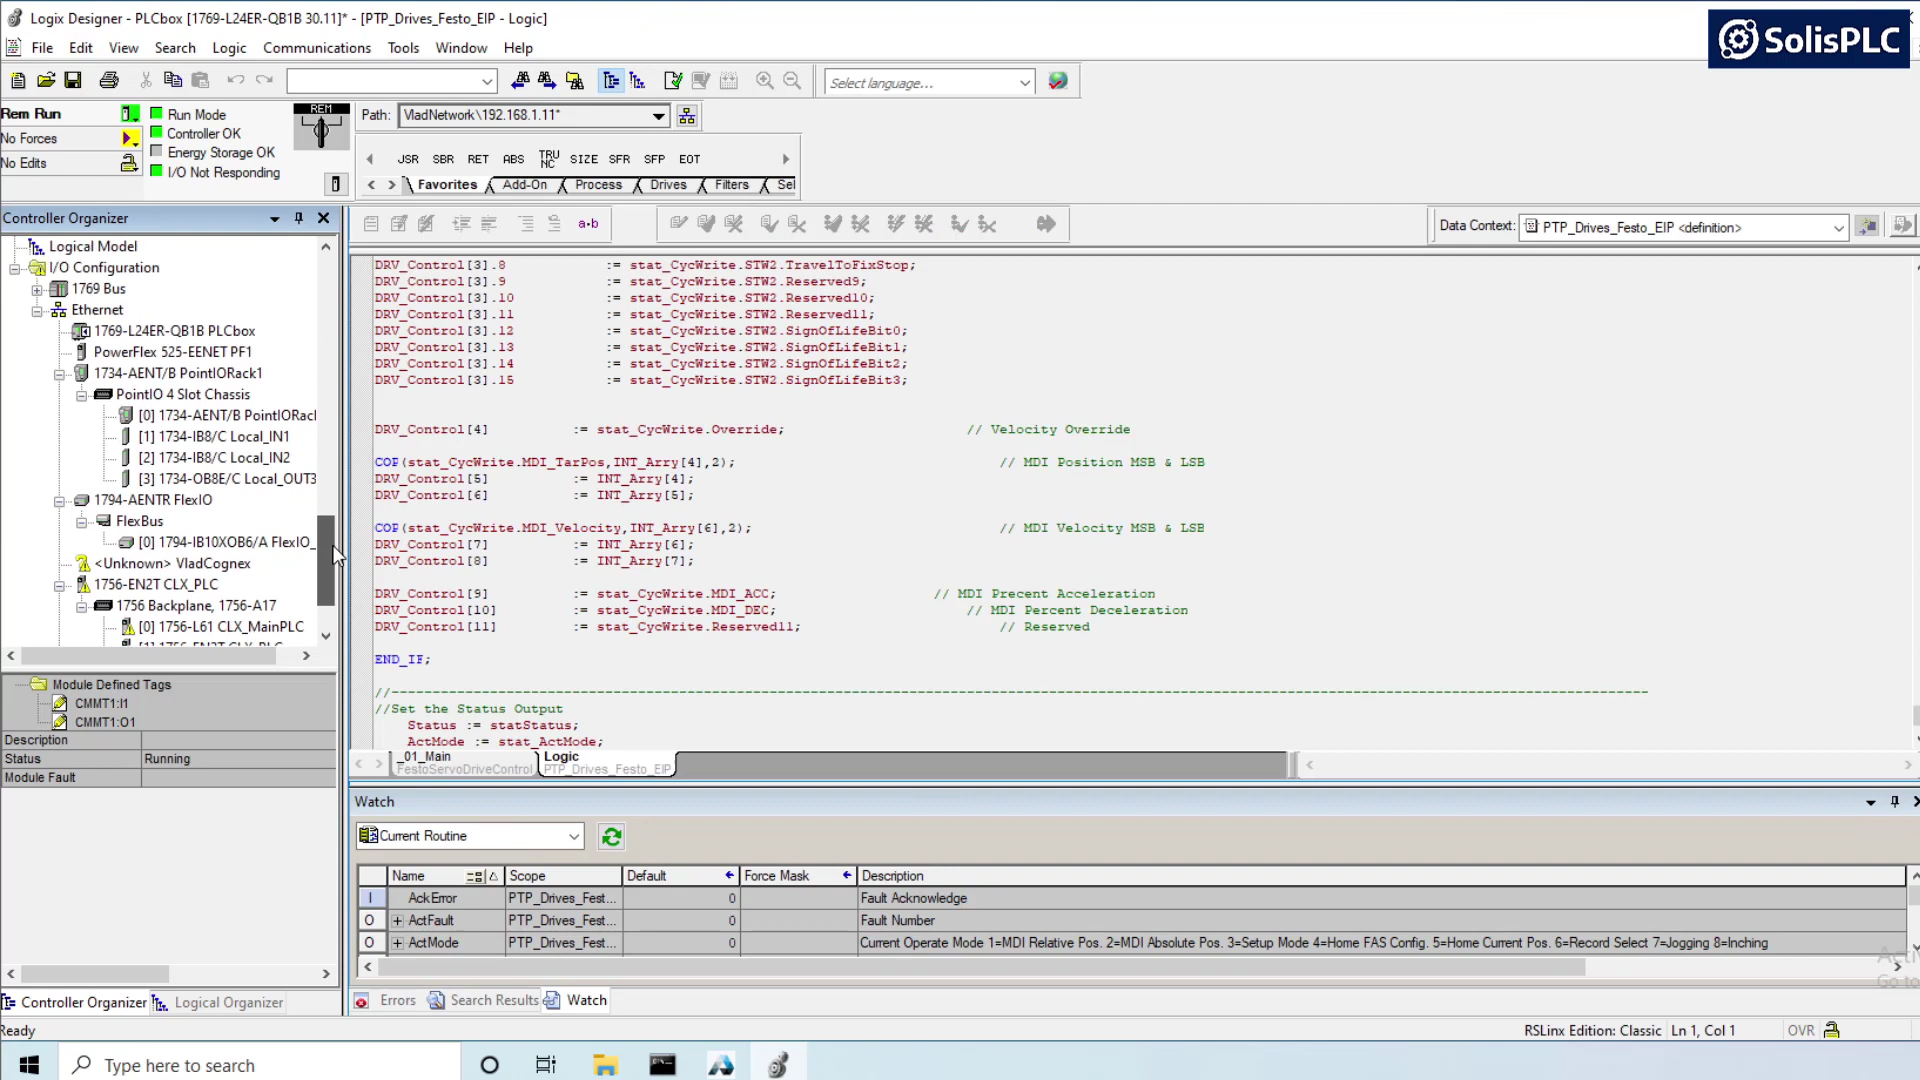 Logix Designer - PLCbox [1769-L24ER-QB1B 30.11]* - [PTP_Drives_Festo_EIP - Logic]
SolisPLC
File Edit View Search Logic Communications Tools Window Help
Select language...
Rem Run
No Forces
No Edits
Run Mode
Controller OK
Energy Storage OK
I/O Not Responding
REM
Path: VladNetwork\192.168.1.11*
JSR SBR RET ABS TRUNC SIZE SFR SFP EOT
Favorites Add-On Process Drives Filters Sel
Controller Organizer
a-b
Data Context: PTP_Drives_Festo_EIP <definition>
Logical Model
I/O Configuration
1769 Bus
Ethernet
1769-L24ER-QB1B PLCbox
PowerFlex 525-EENET PF1
1734-AENT/B PointIORack1
PointIO 4 Slot Chassis
[0] 1734-AENT/B PointIORac
[1] 1734-IB8/C Local_IN1
[2] 1734-IB8/C Local_IN2
[3] 1734-OB8E/C Local_OUT3
1794-AENTR FlexIO
FlexBus
[0] 1794-IB10XOB6/A FlexIO_
<Unknown> VladCognex
1756-EN2T CLX_PLC
1756 Backplane, 1756-A17
[0] 1756-L61 CLX_MainPLC
Module Defined Tags
CMMT1:I1
CMMT1:O1
Description
Status Running
Module Fault
Controller Organizer Logical Organizer
DRV_Control[3].8 := stat_CycWrite.STW2.TravelToFixStop;
DRV_Control[3].9 := stat_CycWrite.STW2.Reserved9;
DRV_Control[3].10 := stat_CycWrite.STW2.Reserved10;
DRV_Control[3].11 := stat_CycWrite.STW2.Reserved11;
DRV_Control[3].12 := stat_CycWrite.STW2.SignOfLifeBit0;
DRV_Control[3].13 := stat_CycWrite.STW2.SignOfLifeBit1;
DRV_Control[3].14 := stat_CycWrite.STW2.SignOfLifeBit2;
DRV_Control[3].15 := stat_CycWrite.STW2.SignOfLifeBit3;
DRV_Control[4] := stat_CycWrite.Override; // Velocity Override
COP(stat_CycWrite.MDI_TarPos,INT_Arry[4],2); // MDI Position MSB & LSB
DRV_Control[5] := INT_Arry[4];
DRV_Control[6] := INT_Arry[5];
COP(stat_CycWrite.MDI_Velocity,INT_Arry[6],2); // MDI Velocity MSB & LSB
DRV_Control[7] := INT_Arry[6];
DRV_Control[8] := INT_Arry[7];
DRV_Control[9] := stat_CycWrite.MDI_ACC; // MDI Precent Acceleration
DRV_Control[10] := stat_CycWrite.MDI_DEC; // MDI Percent Deceleration
DRV_Control[11] := stat_CycWrite.Reserved11; // Reserved
END_IF;
//----------------------------------------------------------------
//Set the Status Output
Status := statStatus;
ActMode := stat_ActMode;
_01_Main Logic
FestoServoDriveControl PTP_Drives_Festo_EIP
Watch
Current Routine
Name Scope Default Force Mask Description
I AckError PTP_Drives_Fest... 0 Fault Acknowledge
O ActFault PTP_Drives_Fest... 0 Fault Number
O ActMode PTP_Drives_Fest... 0 Current Operate Mode 1=MDI Relative Pos. 2=MDI Absolute Pos. 3=Setup Mode 4=Home FAS Config. 5=Home Current Pos. 6=Record Select 7=Jogging 8=Inching
Errors Search Results Watch
Ready
RSLinx Edition: Classic Ln 1, Col 1 OVR
Type here to search